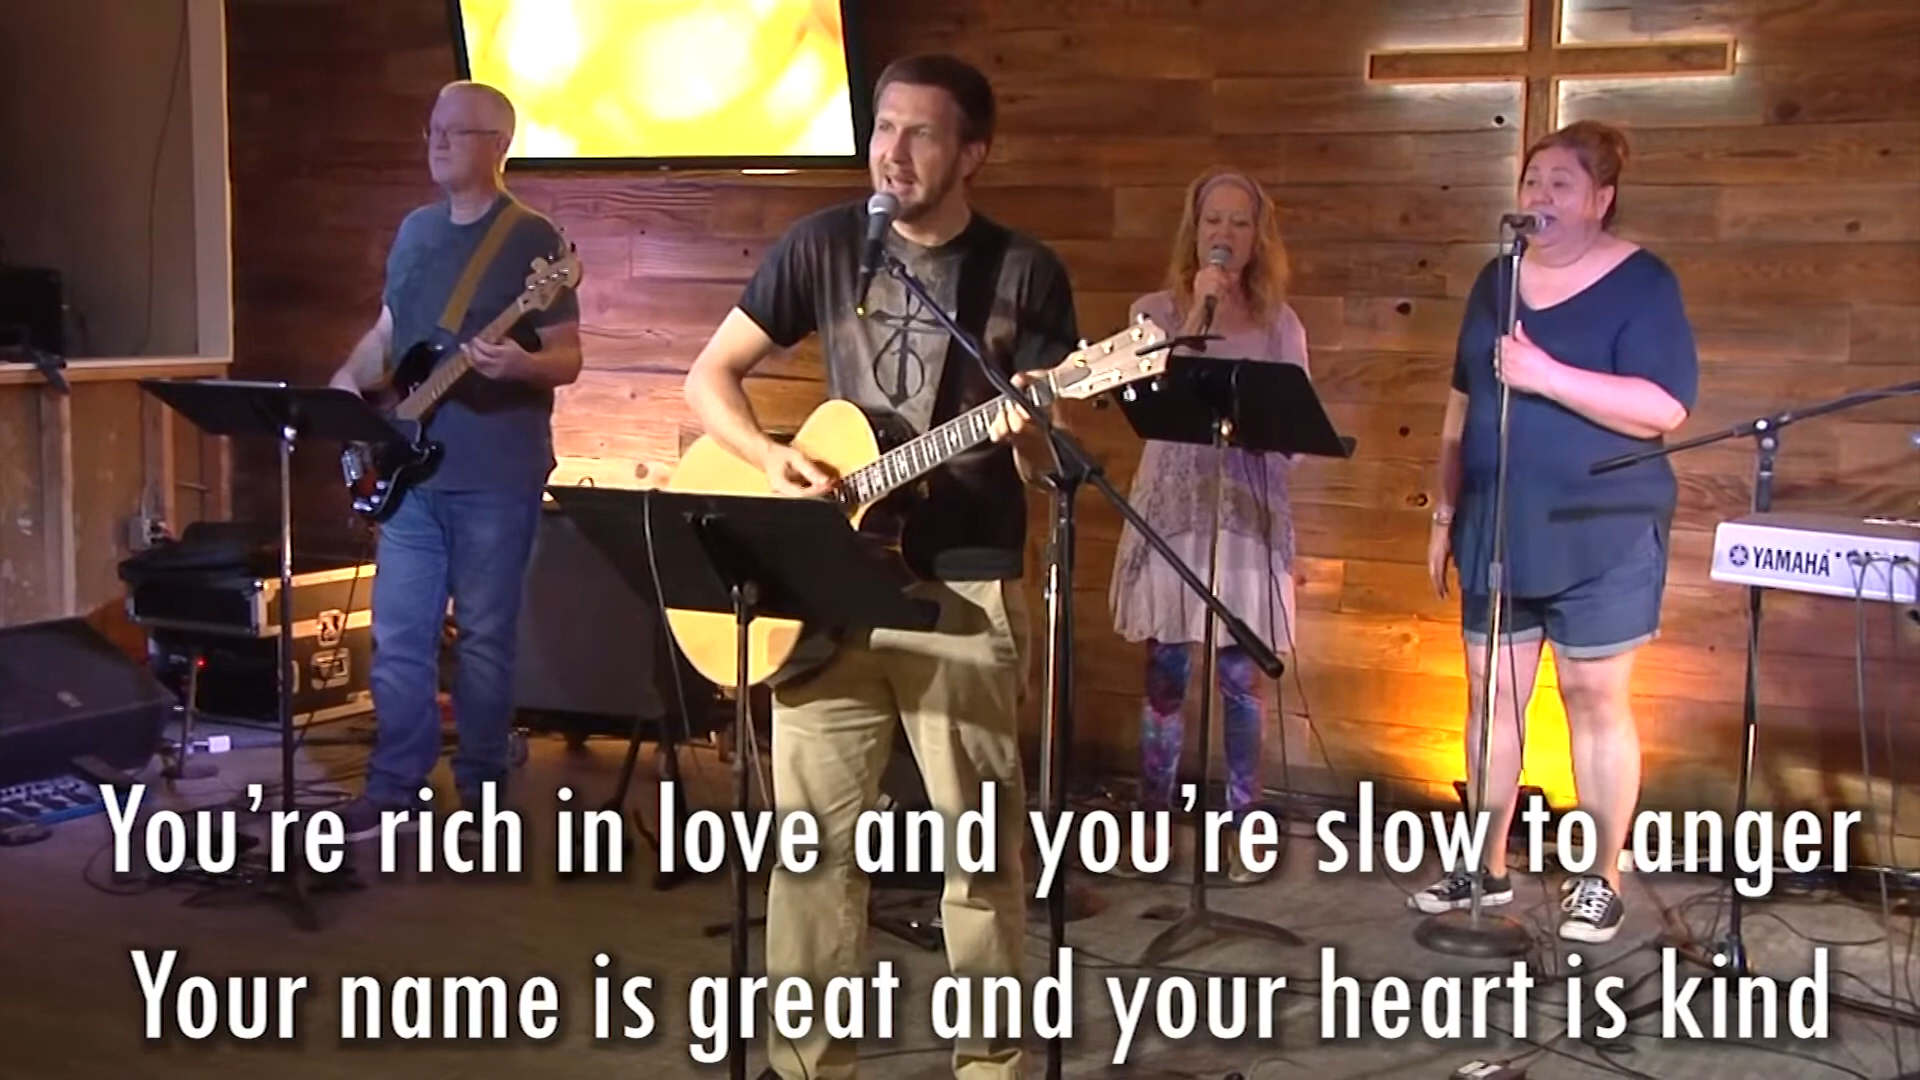 YAMAHA
You're rich in love and you're slow to anger
Your name is great and your heart is kind